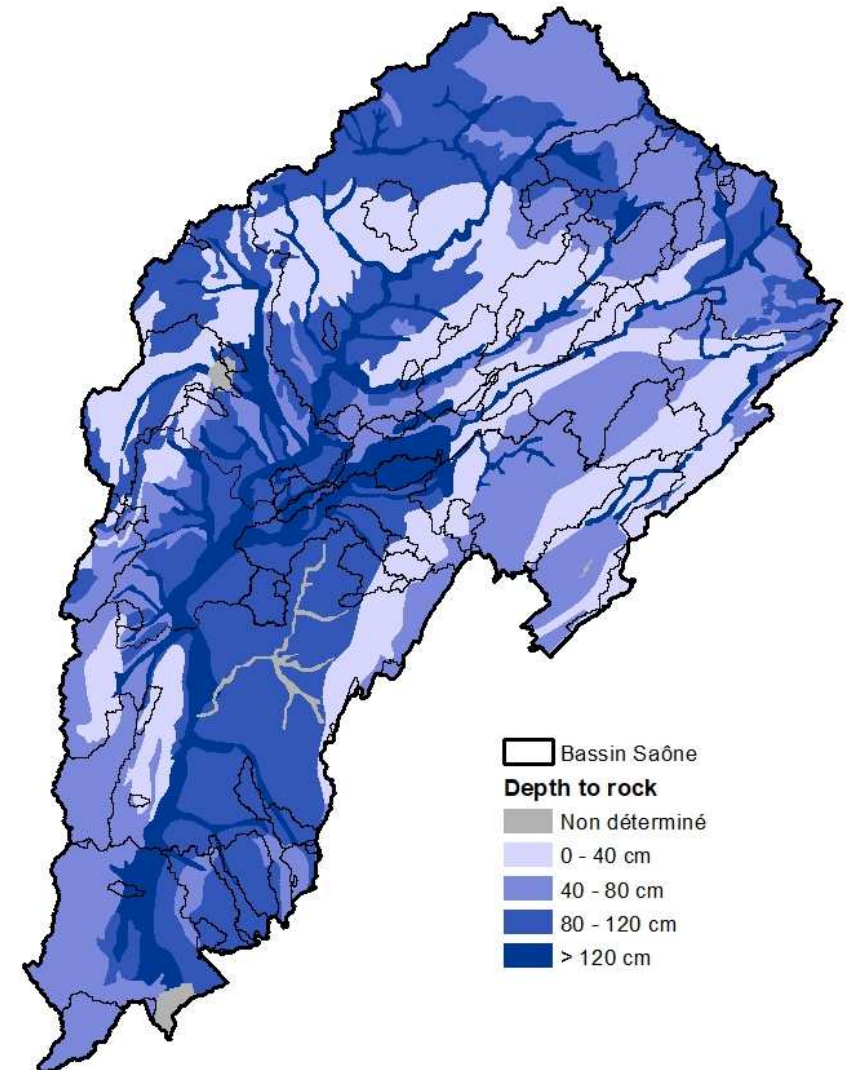 Bassin Saône
Depth to rock
Non déterminé
0 - 40 cm
40 - 80 cm
80 - 120 cm
> 120 cm